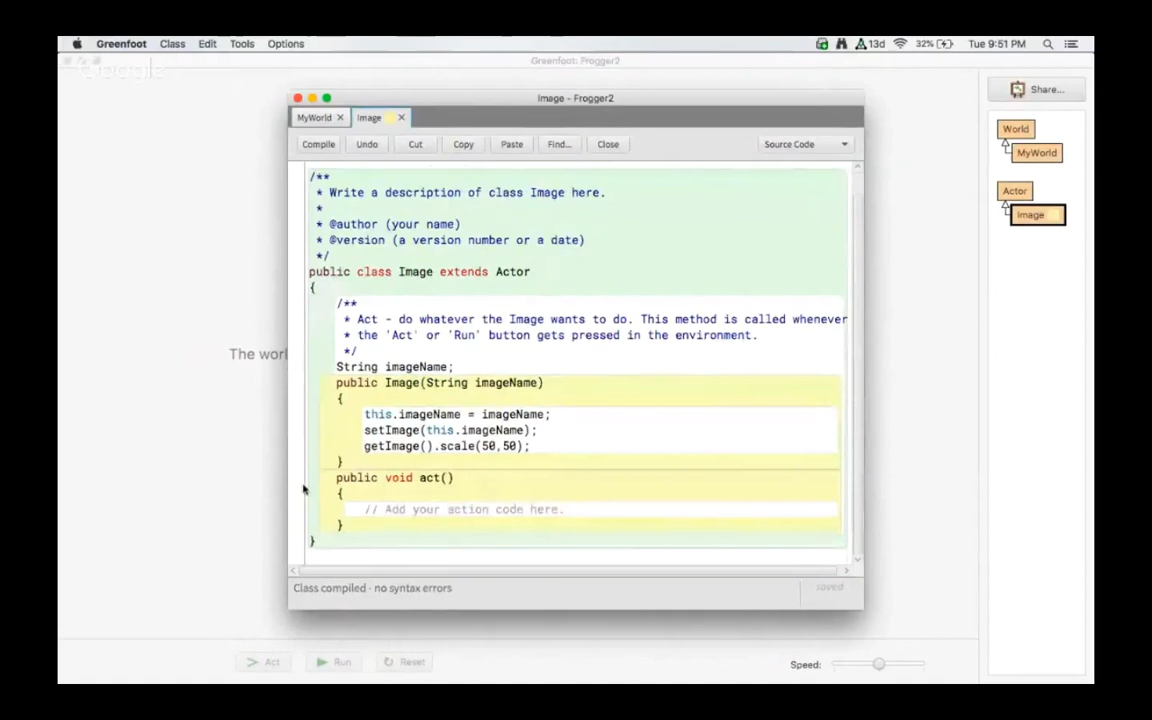 Greenfoot Class Edit Tools Options 13d 32% Tue 9:51 PM
Google
Greenfoot: Frogger2
Image - Frogger2
MyWorld Image
Compile Undo Cut Copy Paste Find... Close Source Code
/**
* Write a description of class Image here.
*
* @author (your name)
* @version (a version number or a date)
*/
public class Image extends Actor
{
/**
* Act - do whatever the Image wants to do. This method is called whenever
* the 'Act' or 'Run' button gets pressed in the environment.
*/
String imageName;
public Image(String imageName)
{
this.imageName = imageName;
setImage(this.imageName);
getImage().scale(50,50);
}
public void act()
{
// Add your action code here.
}
}
Class compiled - no syntax errors
saved
The worl
Act Run Reset Speed:
Share...
World
MyWorld
Actor
Image